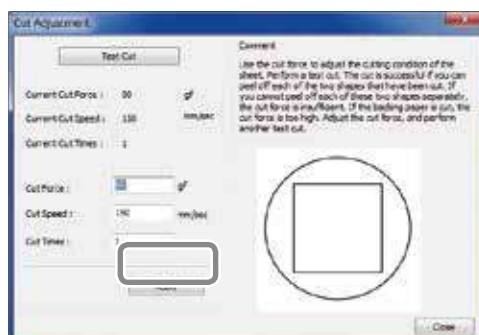 Cut Adjustment
Test Cut
Current Cut Force :
gf
Current Cut Speed :
mm/sec
Current Cut Times : 1
Cut Force :
gf
Cut Speed :
mm/sec
Cut Times :
Comment
Use the cut force to adjust the cutting condition of the
sheet. Perform a test cut. The cut is successful if you can
peel off each of the two shapes that have been cut. If
you cannot peel off each of these two shapes separately,
the cut force is insufficient. If the backing paper is cut, the
cut force is too high. Adjust the cut force, and perform
another test cut.
Close